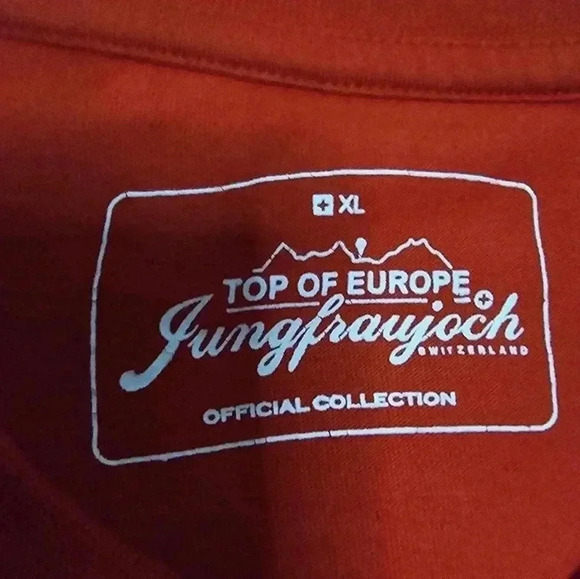 XL
TOP OF EUROPE
Jungfraujoch
SWITZERLAND
OFFICIAL COLLECTION